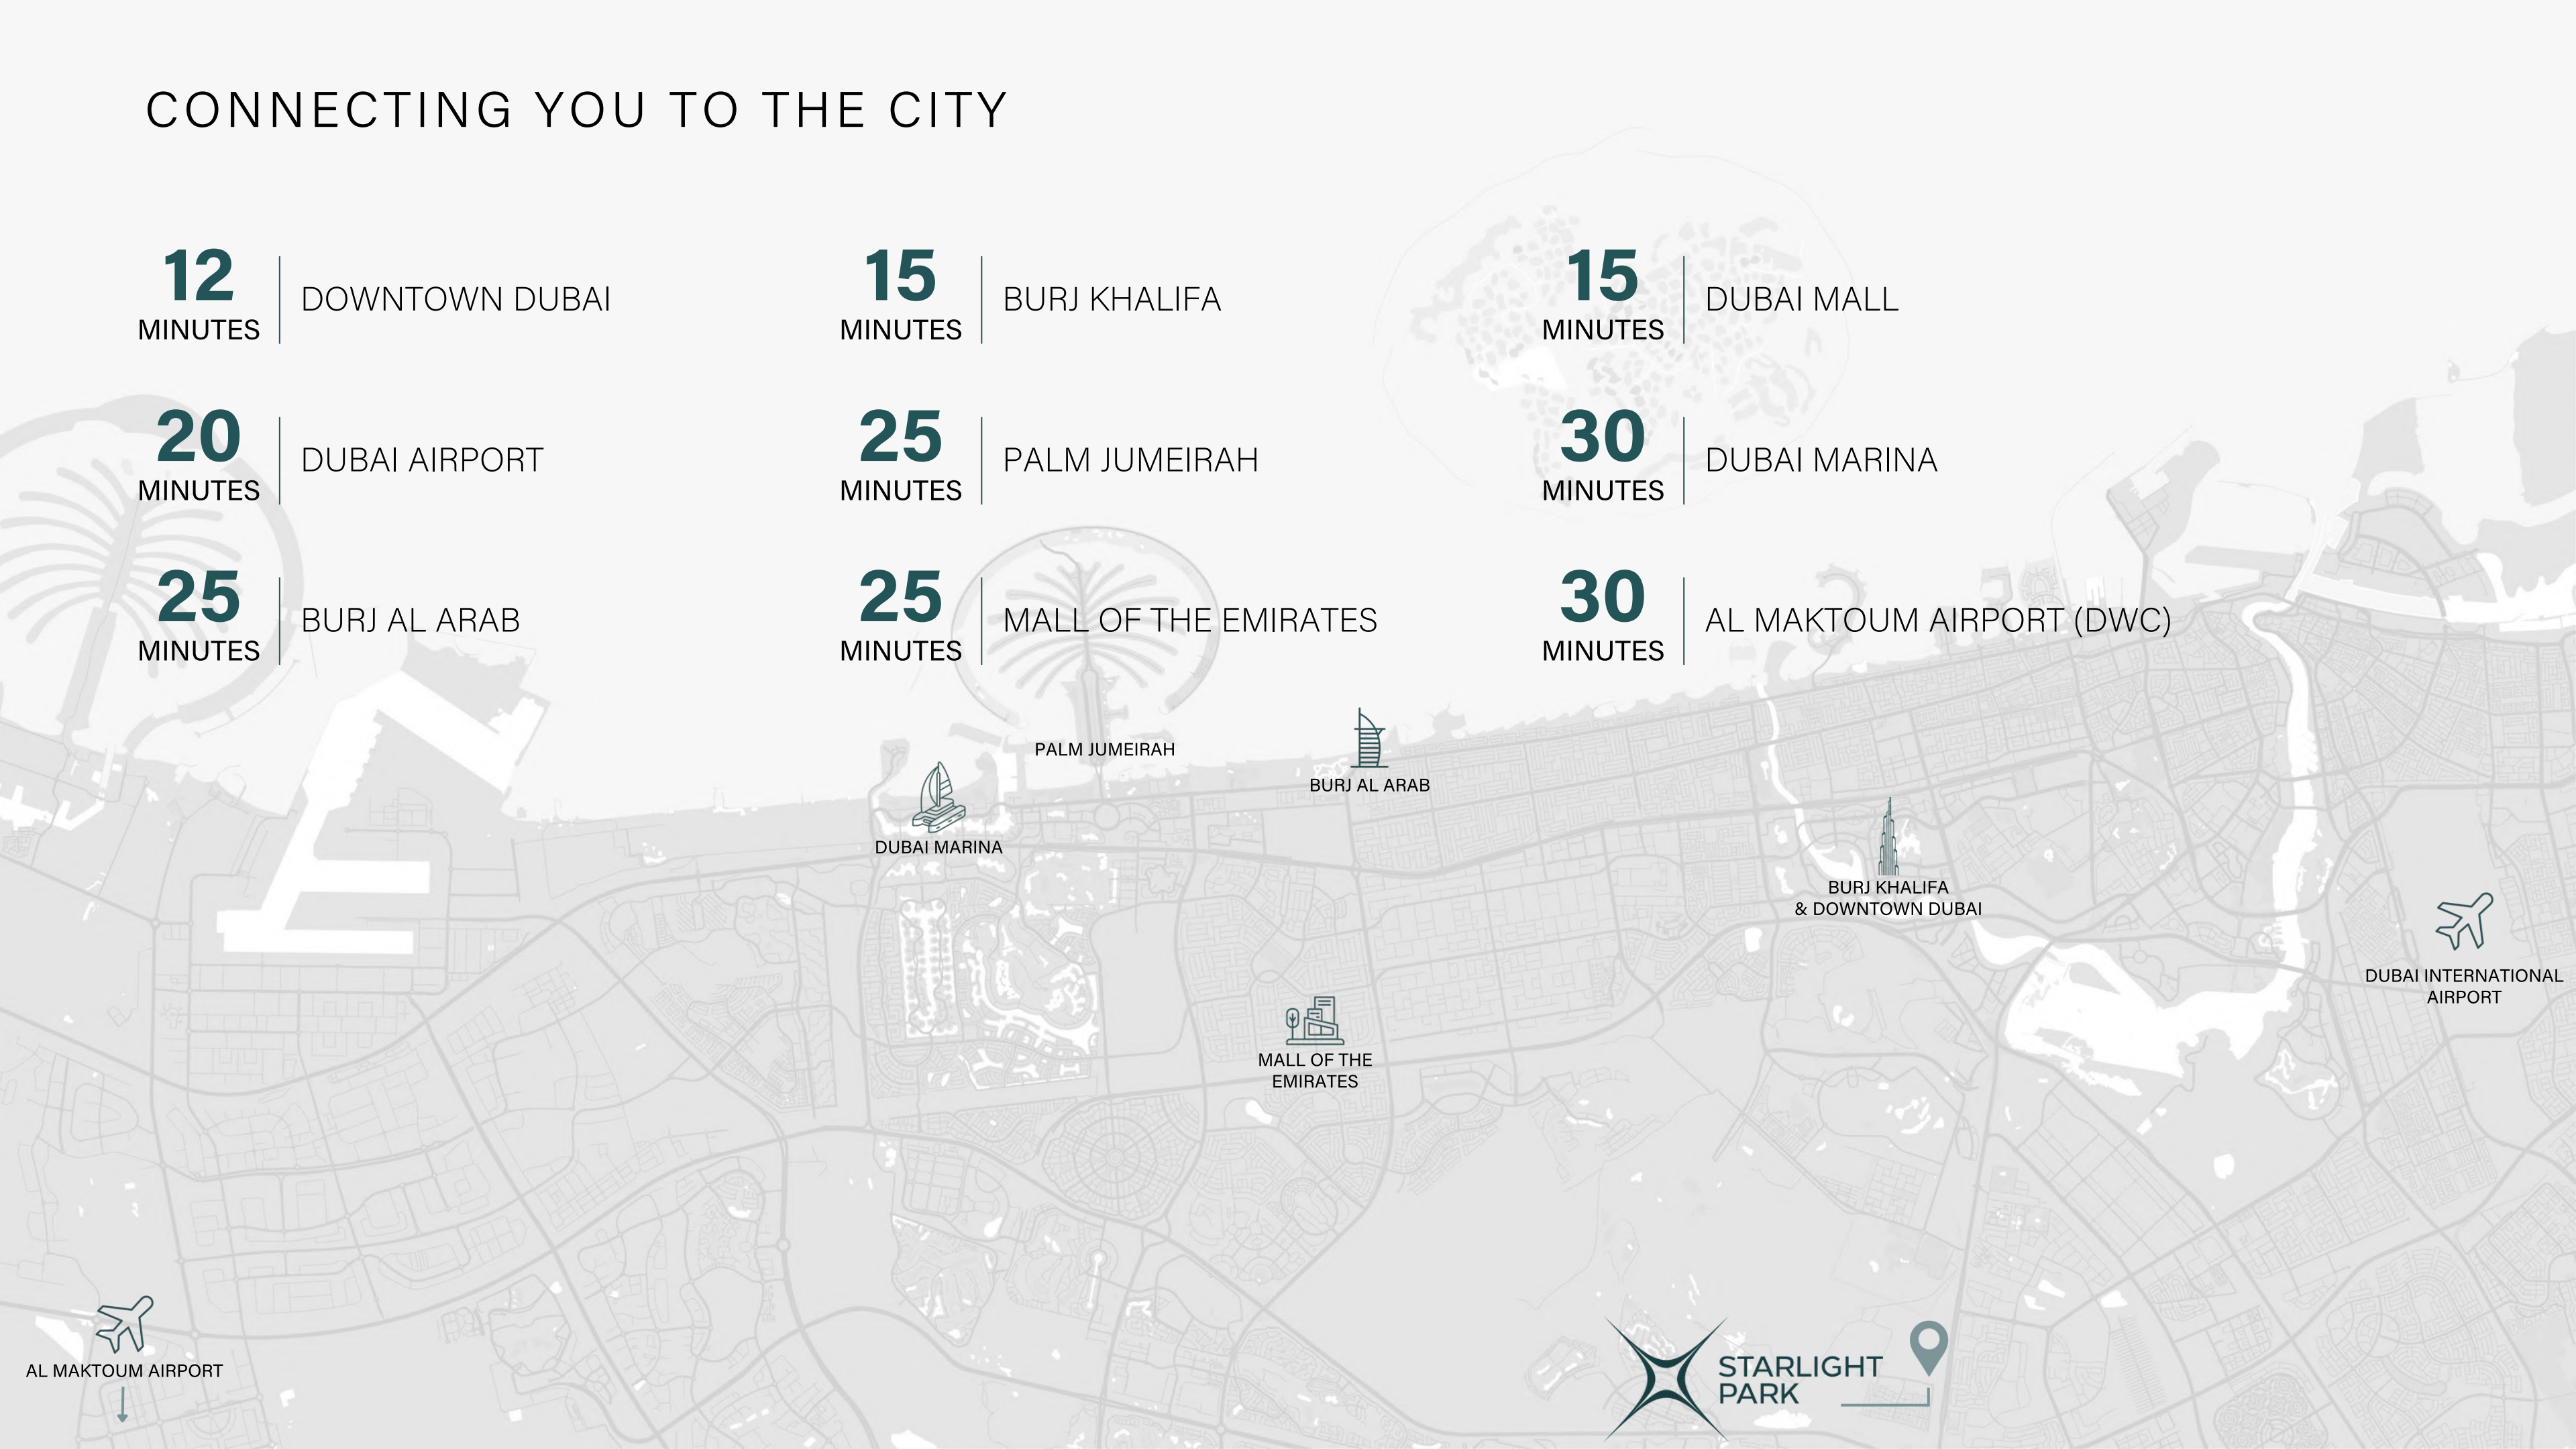 CONNECTING YOU TO THE CITY
12
MINUTES
DOWNTOWN DUBAI
15
MINUTES
BURJ KHALIFA
15
MINUTES
DUBAI MALL
20
MINUTES
DUBAI AIRPORT
25
MINUTES
PALM JUMEIRAH
30
MINUTES
DUBAI MARINA
25
MINUTES
BURJ AL ARAB
25
MINUTES
MALL OF THE EMIRATES
30
MINUTES
AL MAKTOUM AIRPORT (DWC)
PALM JUMEIRAH
BURJ AL ARAB
DUBAI MARINA
BURJ KHALIFA
& DOWNTOWN DUBAI
DUBAI INTERNATIONAL
AIRPORT
MALL OF THE
EMIRATES
AL MAKTOUM AIRPORT
STARLIGHT
PARK